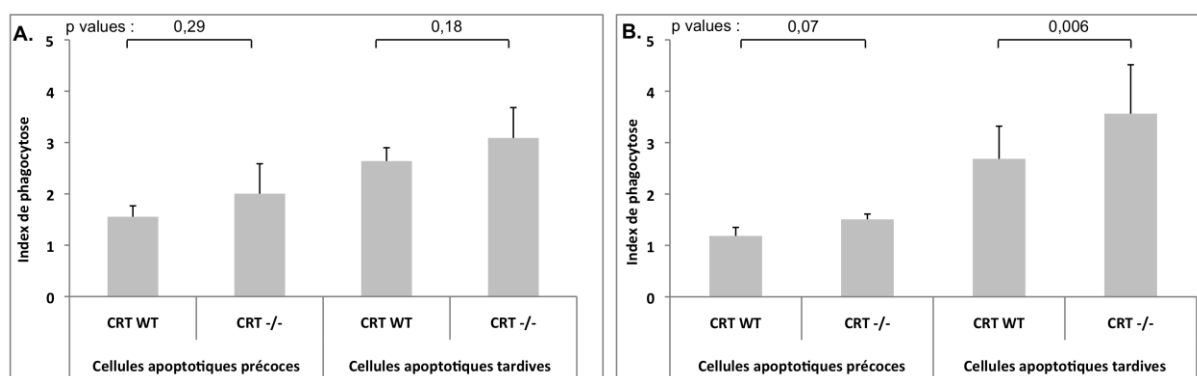 A.
p values : 0,29 0,18
5
4
3
2
1
0
Index de phagocytose
CRT WT CRT -/- CRT WT CRT -/-
Cellules apoptotiques précoces Cellules apoptotiques tardives
B.
p values : 0,07 0,006
5
4
3
2
1
0
Index de phagocytose
CRT WT CRT -/- CRT WT CRT -/-
Cellules apoptotiques précoces Cellules apoptotiques tardives